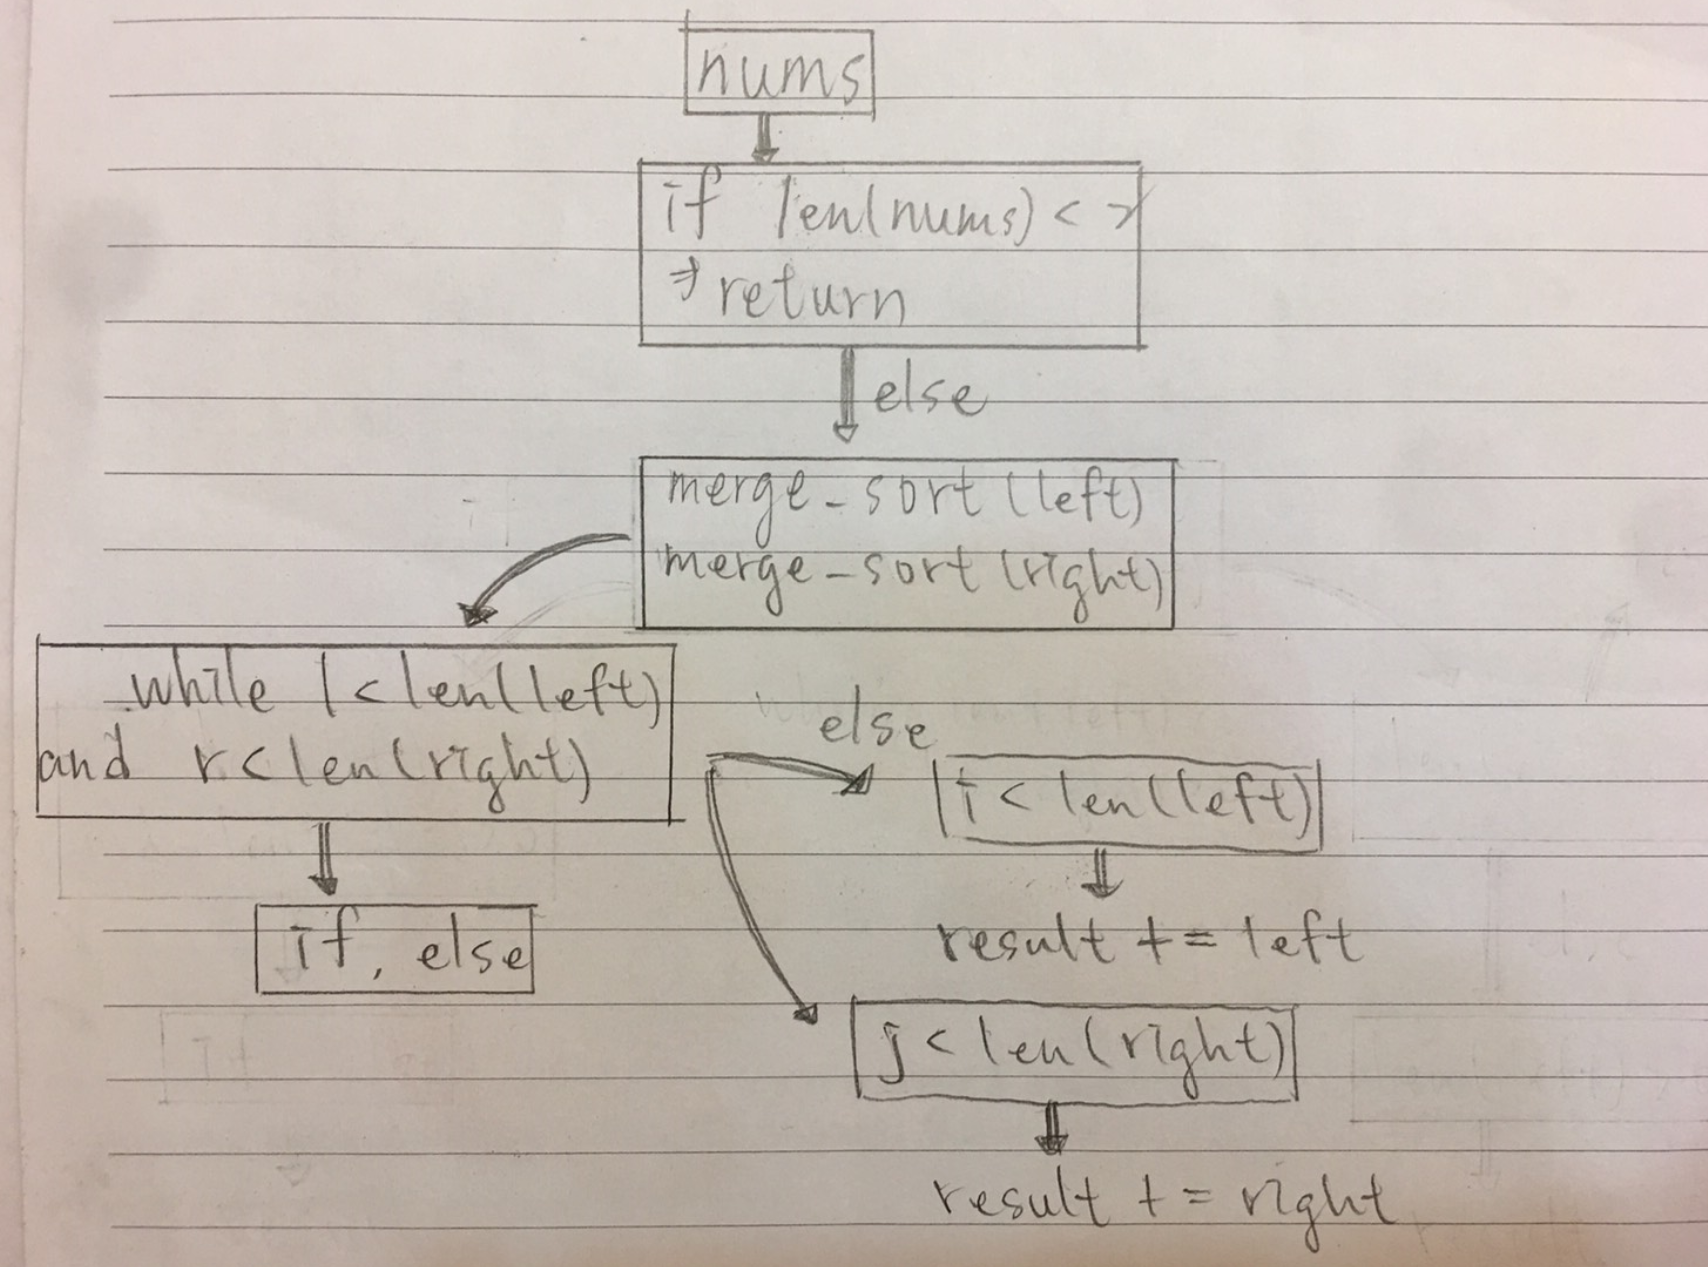 nums
if len(nums) < 2
⇒ return
else
merge_sort (left)
merge_sort (right)
while l < len(left)
and r < len(right)
if, else
else
i < len(left)
result += left
j < len(right)
result += right